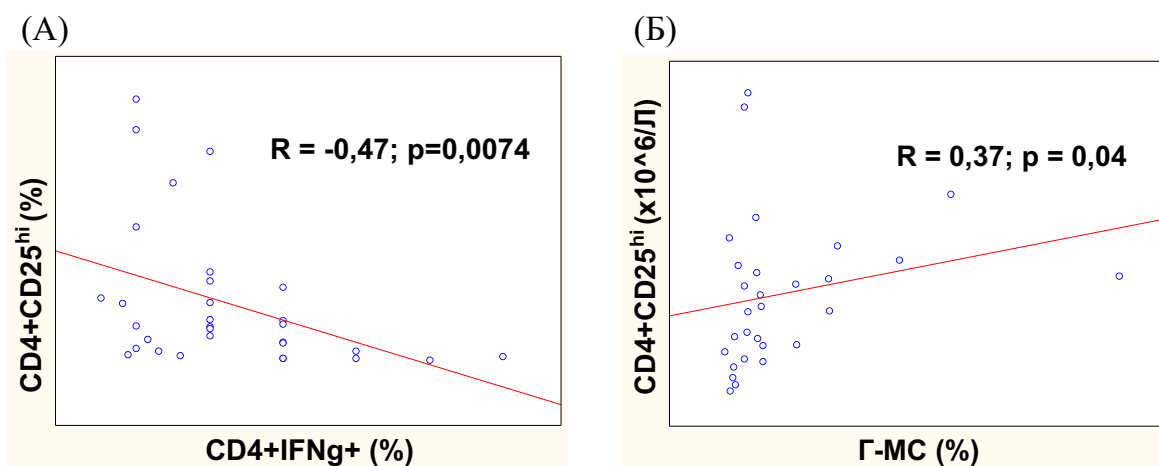 (А)
R = -0,47; p=0,0074
CD4+CD25hi (%)
CD4+IFNg+ (%)
(Б)
R = 0,37; p = 0,04
CD4+CD25hi (x10^6/Л)
Г-МС (%)